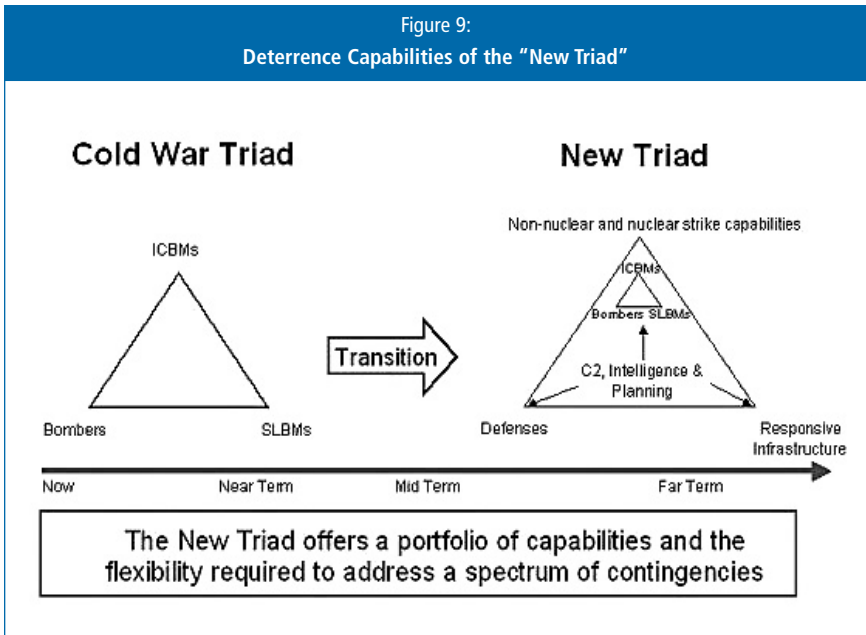 Figure 9:
Deterrence Capabilities of the “New Triad”
Cold War Triad
New Triad
ICBMs
Bombers
SLBMs
Transition
Non-nuclear and nuclear strike capabilities
ICBMs
Bombers SLBMs
C2, Intelligence &
Planning
Defenses
Responsive
Infrastructure
Now
Near Term
Mid Term
Far Term
The New Triad offers a portfolio of capabilities and the
flexibility required to address a spectrum of contingencies